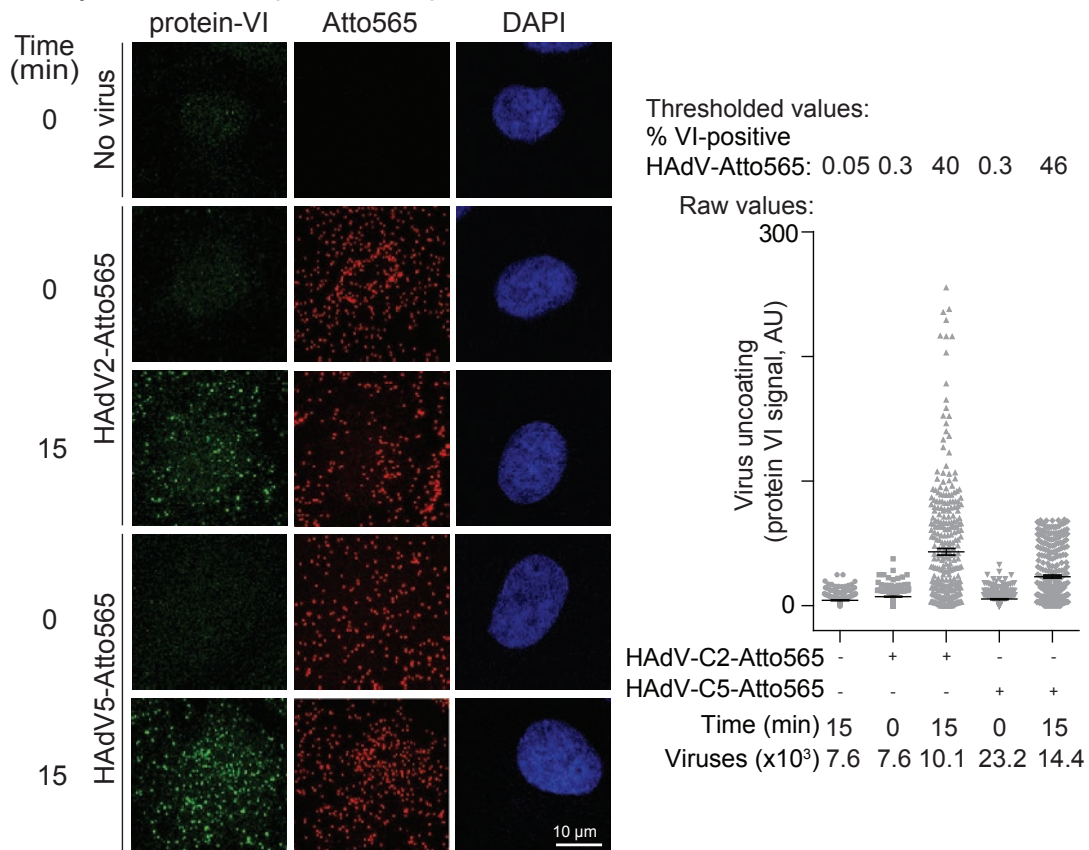 protein-VI Atto565 DAPI
Time
(min)
0
No virus
0
HAdV2-Atto565
15
0
HAdV5-Atto565
15
10 µm
Thresholded values:
% VI-positive
HAdV-Atto565: 0.05 0.3 40 0.3 46
Raw values:
300
0
Virus uncoating
(protein VI signal, AU)
HAdV-C2-Atto565 - + + - -
HAdV-C5-Atto565 - - - + +
Time (min) 15 0 15 0 15
Viruses (x10³) 7.6 7.6 10.1 23.2 14.4